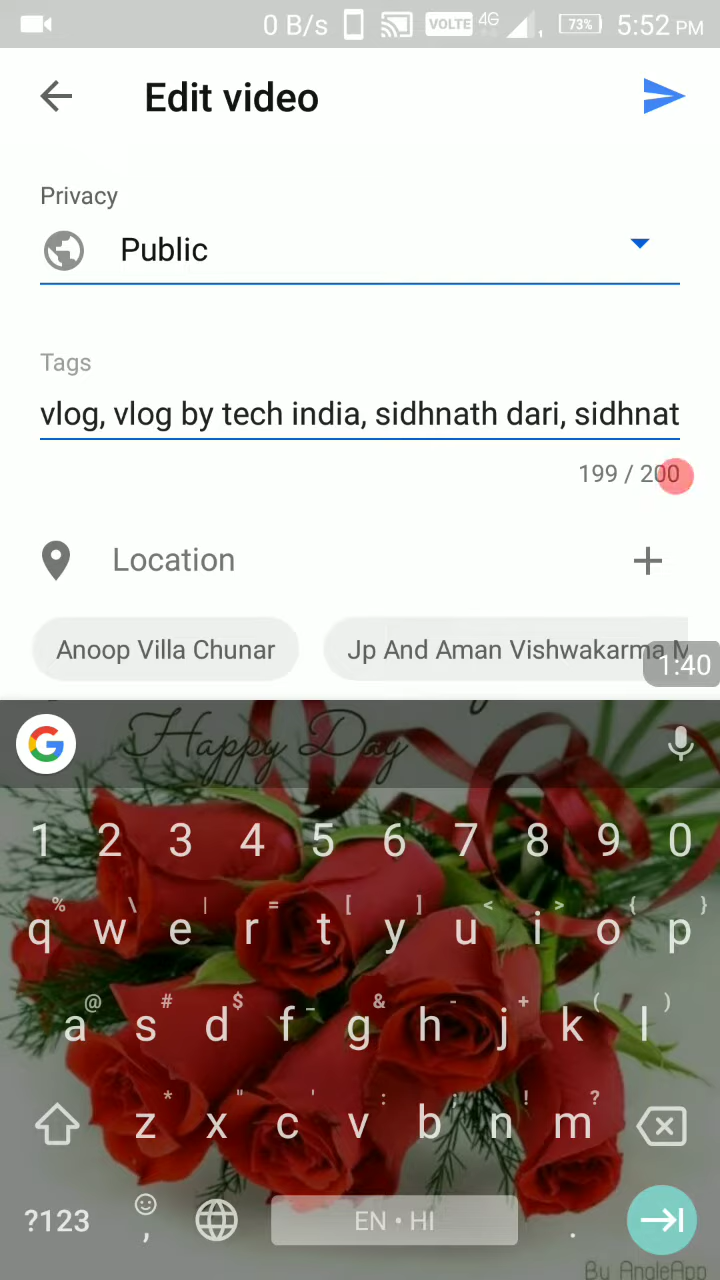 0 B/s VOLTE 4G 73% 5:52 PM
Edit video
Privacy
Public
Tags
vlog, vlog by tech india, sidhnath dari, sidhnat
199 / 200
Location
Anoop Villa Chunar
Jp And Aman Vishwakarma M
1:40
Happy Day
1 2 3 4 5 6 7 8 9 0
% \ | = [ ] < > { }
q w e r t y u i o p
@ # $ _ & - + ( )
a s d f g h j k l
* " ' : ; ! ?
z x c v b n m
?123 , EN • HI .
By AngleApp